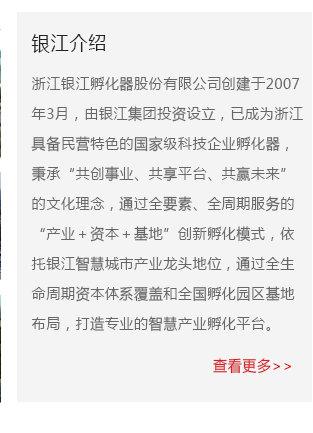 银江介绍
浙江银江孵化器股份有限公司创建于2007
年3月，由银江集团投资设立，已成为浙江
具备民营特色的国家级科技企业孵化器，
秉承“共创事业、共享平台、共赢未来”
的文化理念，通过全要素、全周期服务的
“产业＋资本＋基地”创新孵化模式，依
托银江智慧城市产业龙头地位，通过全生
命周期资本体系覆盖和全国孵化园区基地
布局，打造专业的智慧产业孵化平台。
查看更多>>